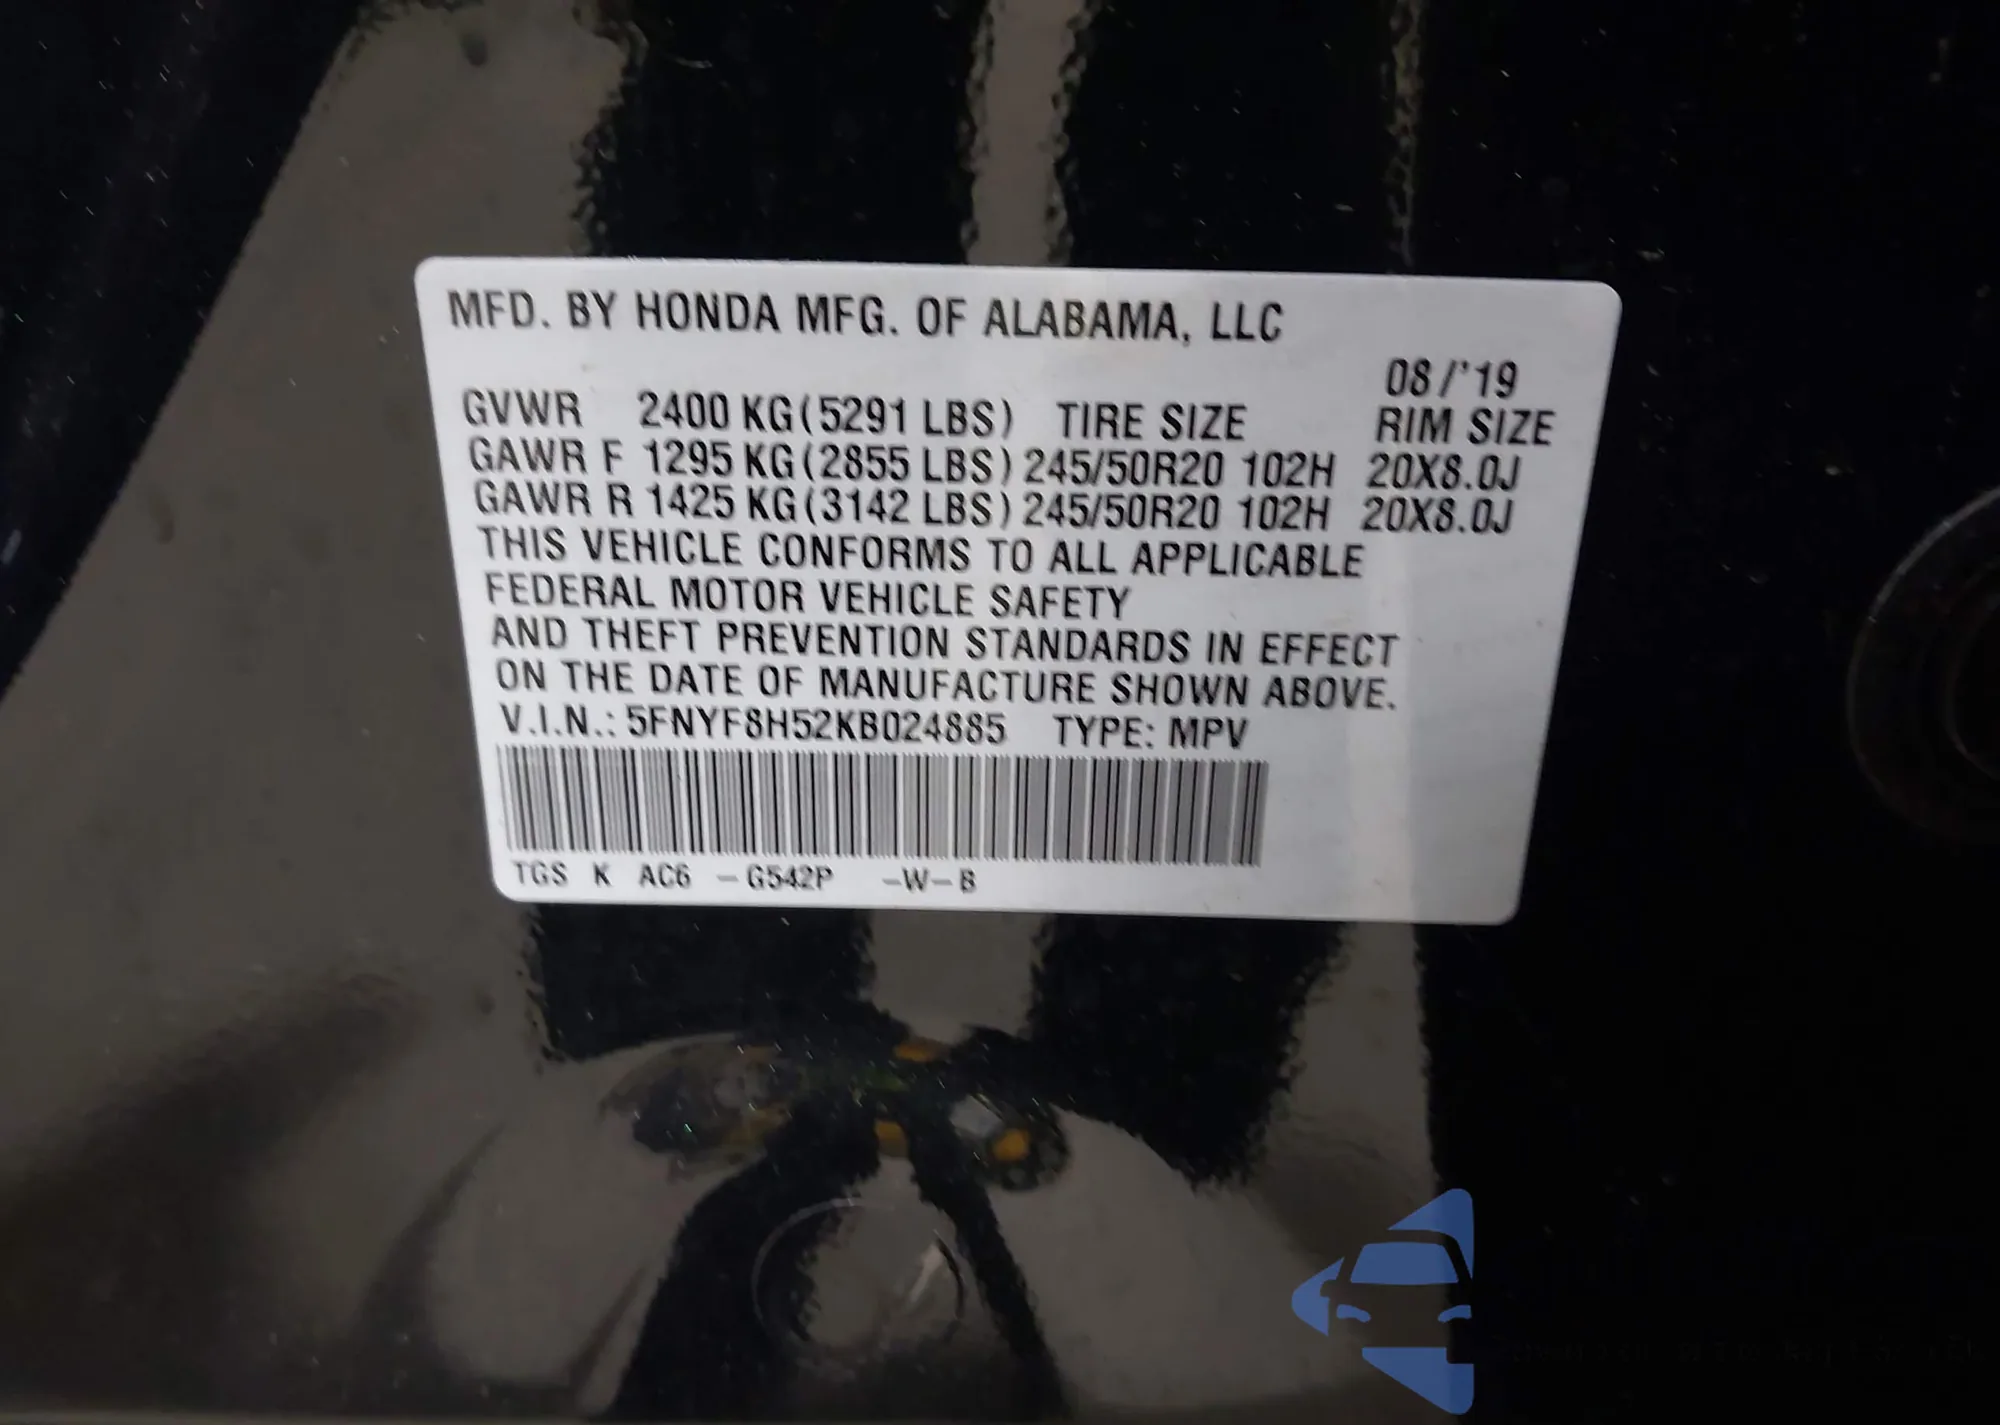 MFD. BY HONDA MFG. OF ALABAMA, LLC
08/'19
GVWR 2400 KG(5291 LBS) TIRE SIZE RIM SIZE
GAWR F 1295 KG(2855 LBS) 245/50R20 102H 20X8.0J
GAWR R 1425 KG(3142 LBS) 245/50R20 102H 20X8.0J
THIS VEHICLE CONFORMS TO ALL APPLICABLE
FEDERAL MOTOR VEHICLE SAFETY
AND THEFT PREVENTION STANDARDS IN EFFECT
ON THE DATE OF MANUFACTURE SHOWN ABOVE.
V.I.N.: 5FNYF8H52KB024885 TYPE: MPV
TGS K AC6 -G542P -W-B